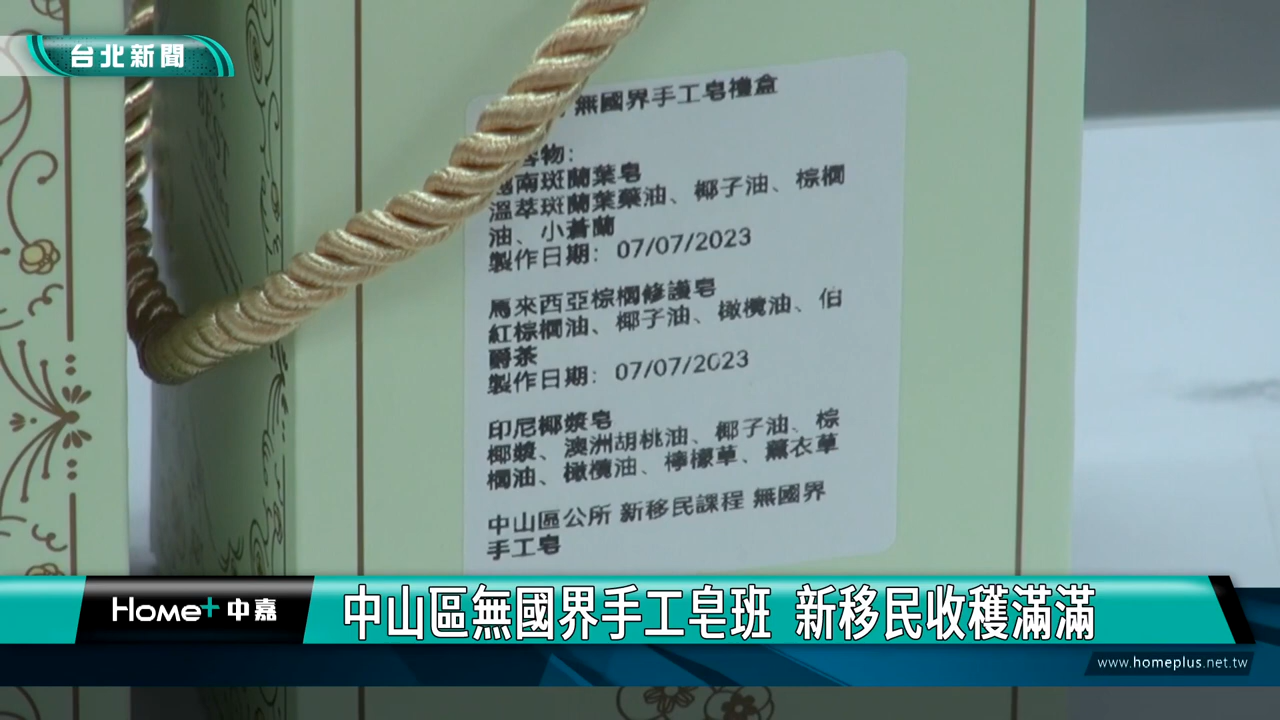 台北新聞
無國界手工皂禮盒
容物：
越南斑蘭葉皂
溫萃斑蘭葉藥油、椰子油、棕櫚
油、小蒼蘭
製作日期： 07/07/2023
馬來西亞棕櫚修護皂
紅棕櫚油、椰子油、橄欖油、伯
爵茶
製作日期： 07/07/2023
印尼椰漿皂
椰漿、澳洲胡桃油、椰子油、棕
櫚油、橄欖油、檸檬草、薰衣草
中山區公所 新移民課程 無國界
手工皂
Home+ 中嘉
中山區無國界手工皂班 新移民收穫滿滿
www.homeplus.net.tw